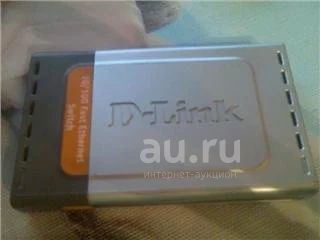 10/100 Fast Ethernet
Switch
D-Link
au.ru
интернет-аукцион